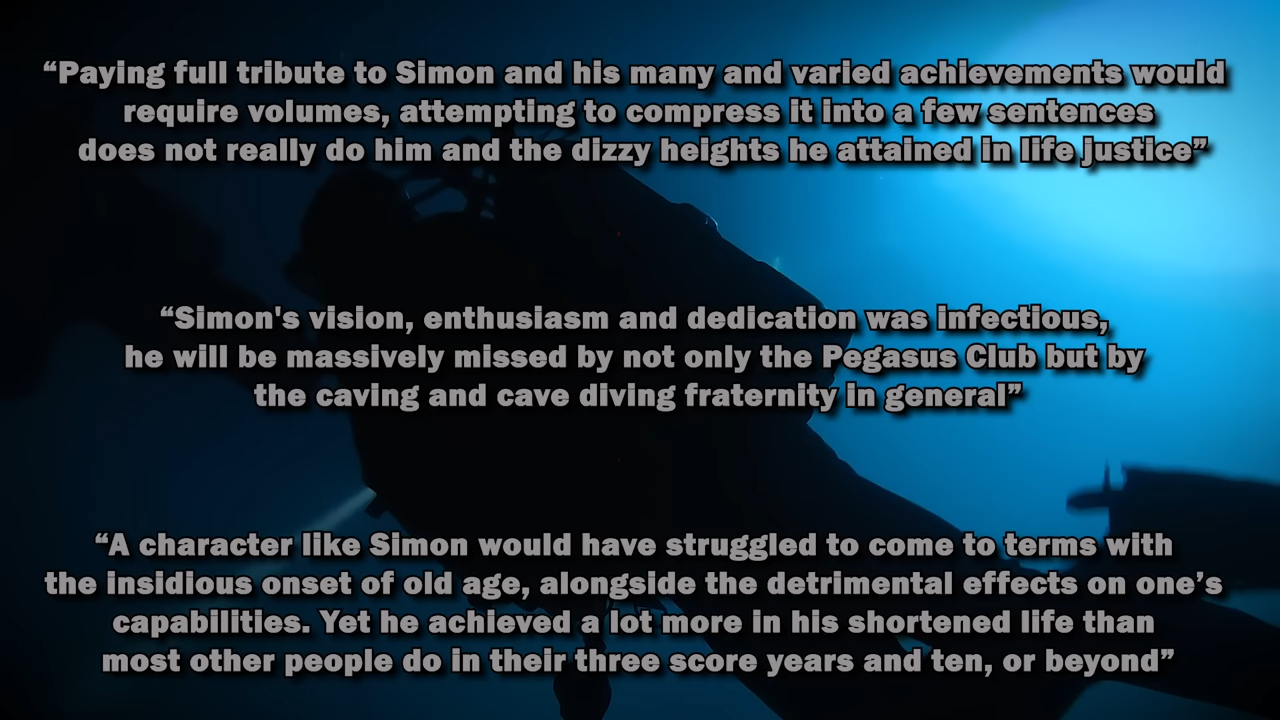 “Paying full tribute to Simon and his many and varied achievements would
require volumes, attempting to compress it into a few sentences
does not really do him and the dizzy heights he attained in life justice”
“Simon's vision, enthusiasm and dedication was infectious,
he will be massively missed by not only the Pegasus Club but by
the caving and cave diving fraternity in general”
“A character like Simon would have struggled to come to terms with
the insidious onset of old age, alongside the detrimental effects on one’s
capabilities. Yet he achieved a lot more in his shortened life than
most other people do in their three score years and ten, or beyond”